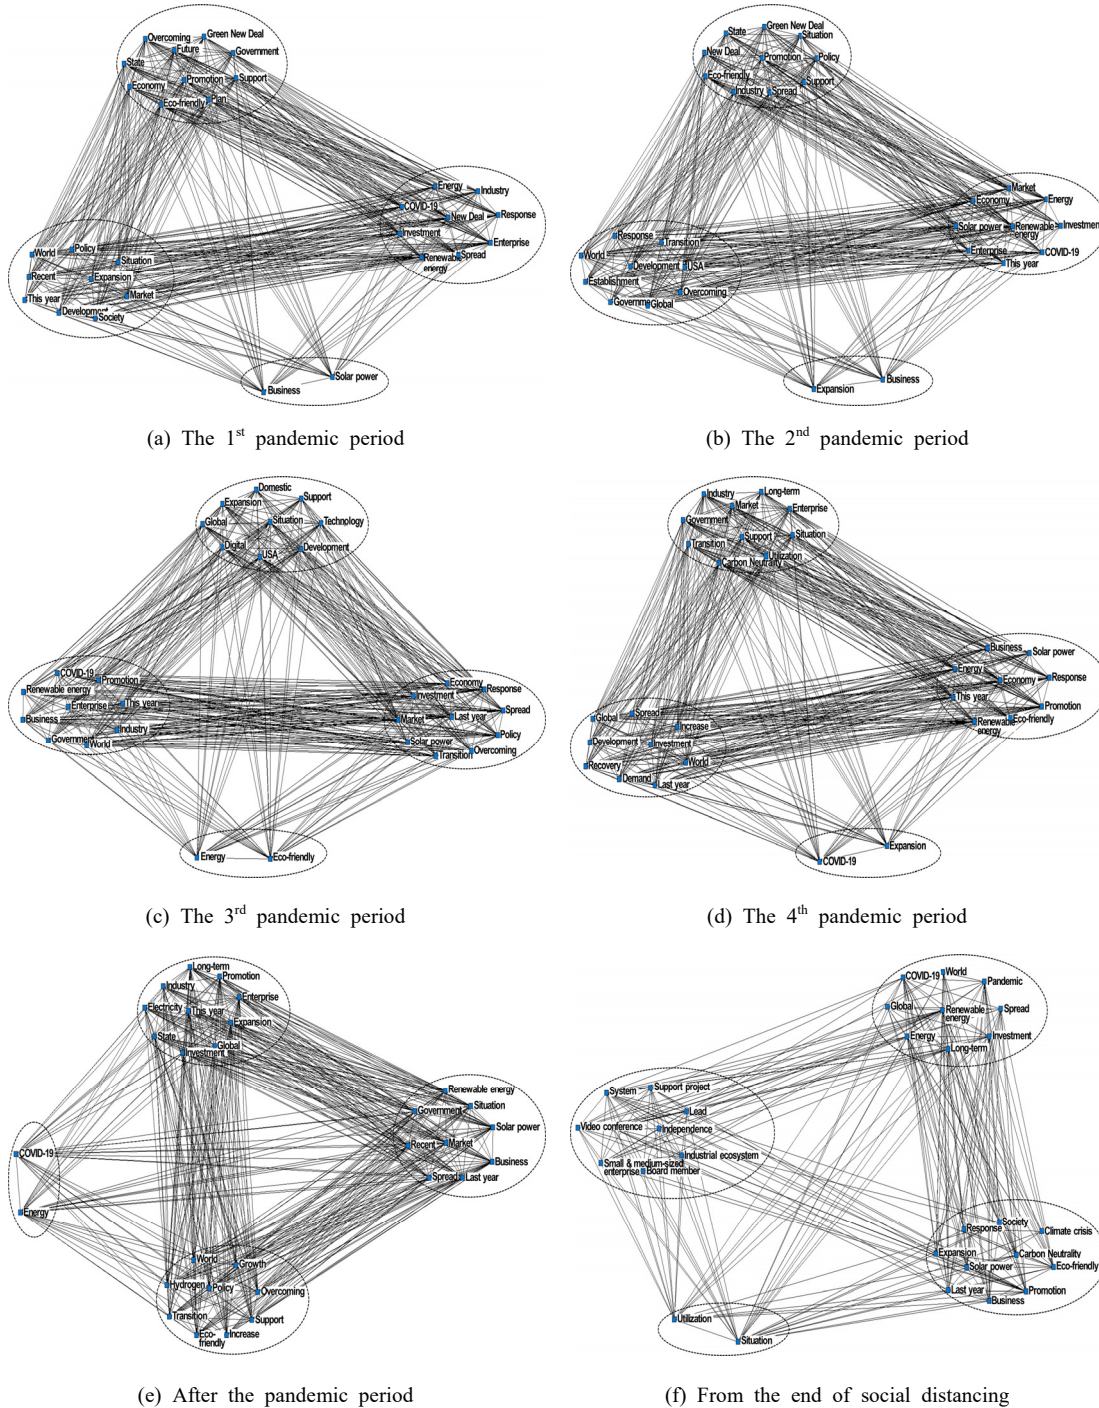 Overcoming
Green New Deal
Future
Government
State
Economy
Promotion
Support
Eco-friendly
Plan
Energy
Industry
COVID-19
New Deal
Response
Investment
Enterprise
Renewable energy
Spread
World
Policy
Situation
Recent
Expansion
This year
Market
Development
Society
Business
Solar power
(a) The 1st pandemic period
State
Green New Deal
Situation
New Deal
Promotion
Policy
Eco-friendly
Support
Industry
Spread
Market
Economy
Energy
Solar power
Renewable energy
Investment
Enterprise
COVID-19
This year
Response
Transition
World
Development
USA
Establishment
Overcoming
Government
Global
Expansion
Business
(b) The 2nd pandemic period
Domestic
Expansion
Support
Global
Situation
Technology
Digital
USA
Development
COVID-19
Promotion
Renewable energy
Enterprise
This year
Business
Industry
Government
World
Economy
Response
Investment
Spread
Market
Last year
Policy
Solar power
Overcoming
Transition
Energy
Eco-friendly
(c) The 3rd pandemic period
Industry
Long-term
Market
Enterprise
Government
Support
Situation
Transition
Utilization
Carbon Neutrality
Business
Solar power
Energy
Economy
Response
This year
Promotion
Renewable energy
Eco-friendly
Global
Spread
Increase
Development
Investment
Recovery
World
Demand
Last year
COVID-19
Expansion
(d) The 4th pandemic period
Long-term
Promotion
Industry
Enterprise
Electricity
This year
Expansion
State
Global
Investment
Renewable energy
Government
Situation
Solar power
Recent
Market
Business
Spread
Last year
COVID-19
Energy
World
Growth
Hydrogen
Policy
Overcoming
Transition
Support
Eco-friendly
Increase
(e) After the pandemic period
COVID-19
World
Pandemic
Global
Renewable energy
Spread
Energy
Investment
Long-term
System
Support project
Lead
Video conference
Independence
Industrial ecosystem
Small & medium-sized enterprise
Board member
Response
Society
Climate crisis
Expansion
Carbon Neutrality
Solar power
Eco-friendly
Last year
Promotion
Business
Utilization
Situation
(f) From the end of social distancing